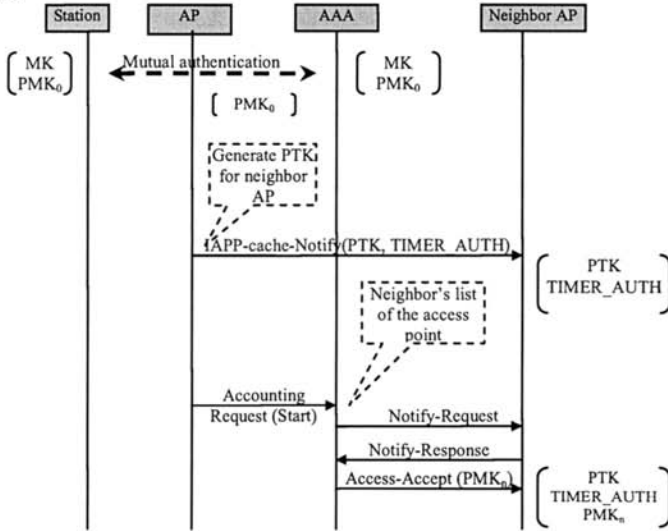 Station
AP
AAA
Neighbor AP
Mutual authentication
MK
PMK₀
MK
PMK₀
PMK₀
Generate PTK
for neighbor
AP
IAPP-cache-Notify(PTK, TIMER_AUTH)
PTK
TIMER_AUTH
Neighbor's list
of the access
point
Accounting
Request (Start)
Notify-Request
Notify-Response
Access-Accept (PMKₙ)
PTK
TIMER_AUTH
PMKₙ